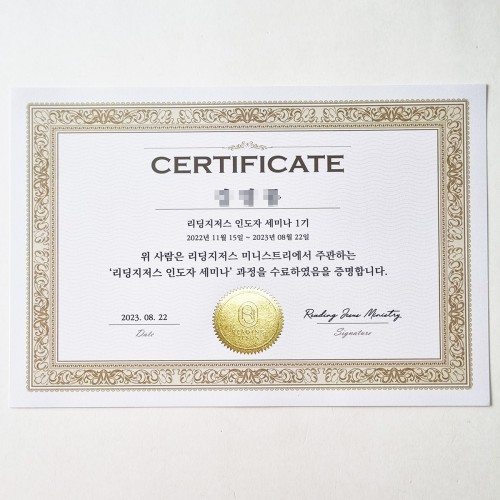 CERTIFICATE
리딩지저스 인도자 세미나 1기
2022년 11월 15일 ~ 2023년 08월 22일
위 사람은 리딩지저스 미니스트리에서 주관하는
‘리딩지저스 인도자 세미나’ 과정을 수료하였음을 증명합니다.
2023. 08. 22
Date
Reading Jesus Ministry
Signature